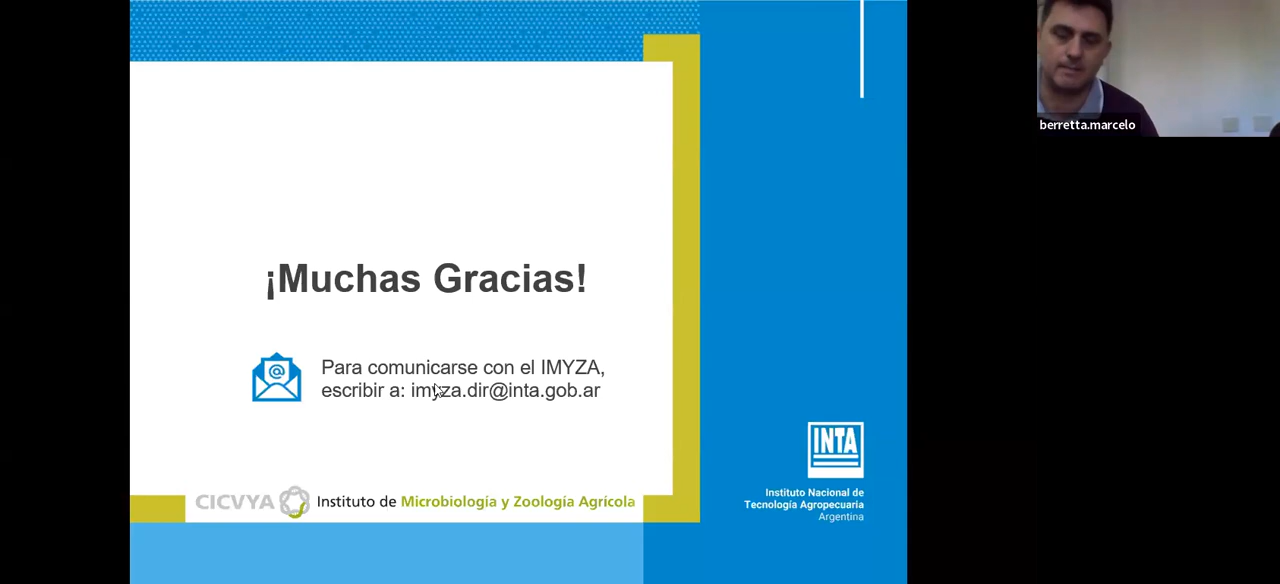 berretta.marcelo
¡Muchas Gracias!
@
Para comunicarse con el IMYZA,
escribir a: imyza.dir@inta.gob.ar
CICVYA Instituto de Microbiología y Zoología Agrícola
INTA
Instituto Nacional de
Tecnología Agropecuaria
Argentina